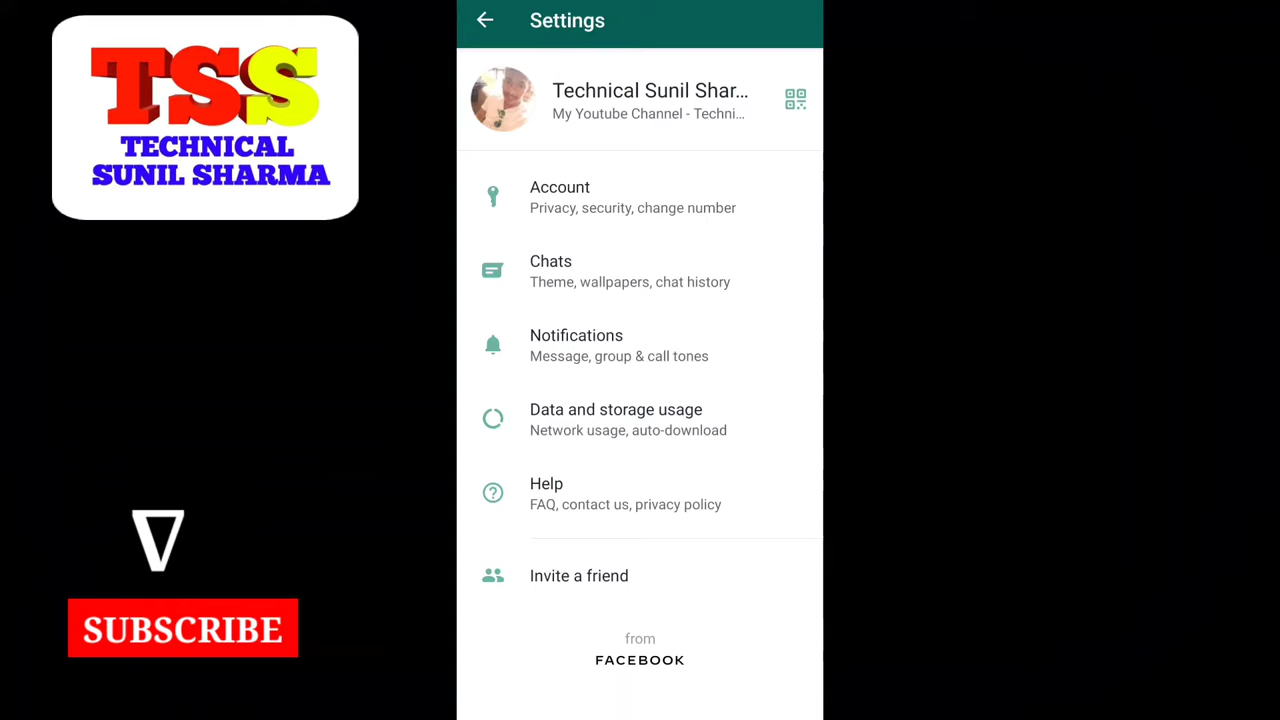 TSS
TECHNICAL
SUNIL SHARMA
SUBSCRIBE
Settings
Technical Sunil Shar...
My Youtube Channel - Techni...
Account
Privacy, security, change number
Chats
Theme, wallpapers, chat history
Notifications
Message, group & call tones
Data and storage usage
Network usage, auto-download
Help
FAQ, contact us, privacy policy
Invite a friend
from
FACEBOOK